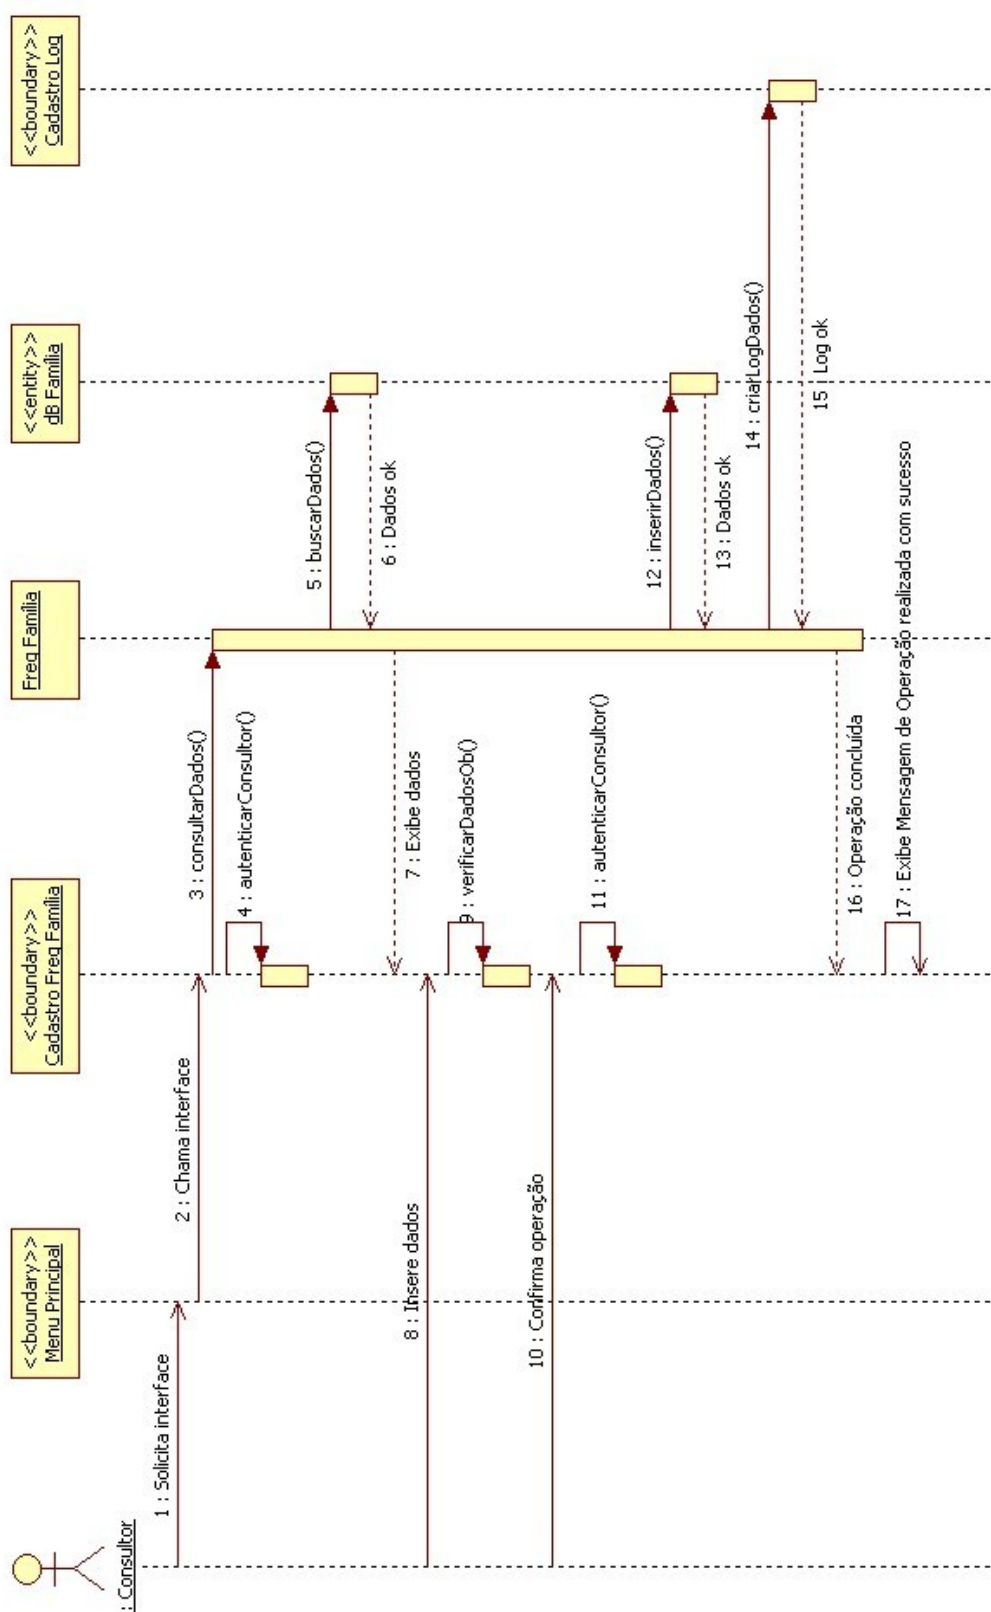 : Consultor
<<boundary>>
Menu Principal
<<boundary>>
Cadastro Freq Família
Freq Família
<<entity>>
dB Família
<<boundary>>
Cadastro Log
1 : Solicita interface
2 : Chama interface
3 : consultarDados()
4 : autenticarConsultor()
5 : buscarDados()
6 : Dados ok
7 : Exibe dados
8 : Insere dados
9 : verificarDadosOb()
10 : Confirma operação
11 : autenticarConsultor()
12 : inserirDados()
13 : Dados ok
14 : criarLogDados()
15 : Log ok
16 : Operação concluída
17 : Exibe Mensagem de Operação realizada com sucesso